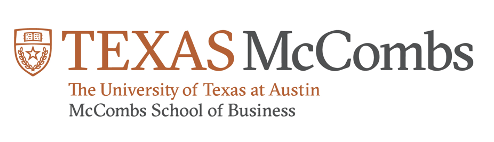 TEXAS McCombs
The University of Texas at Austin
McCombs School of Business